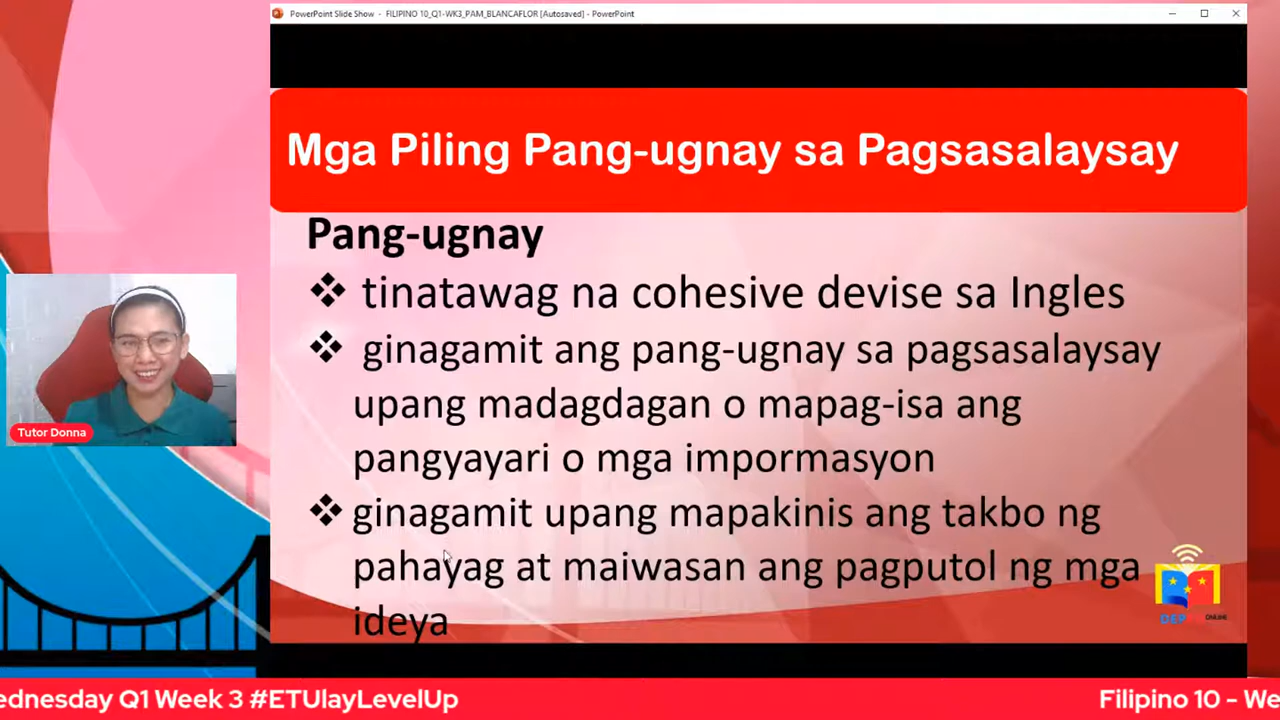 PowerPoint Slide Show - FILIPINO 10_Q1-WK3_PAM_BLANCAFLOR [Autosaved] - PowerPoint
Mga Piling Pang-ugnay sa Pagsasalaysay
Pang-ugnay
❖ tinatawag na cohesive devise sa Ingles
❖ ginagamit ang pang-ugnay sa pagsasalaysay
upang madagdagan o mapag-isa ang
pangyayari o mga impormasyon
❖ ginagamit upang mapakinis ang takbo ng
pahayag at maiwasan ang pagputol ng mga
ideya
Tutor Donna
DEPED ONLINE
ednesday Q1 Week 3 #ETUlayLevelUp
Filipino 10 - We